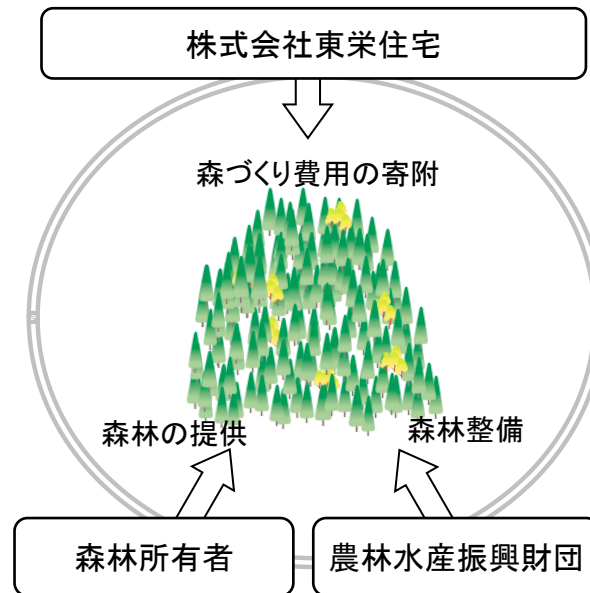 株式会社東栄住宅
森づくり費用の寄附
森林の提供
森林整備
森林所有者
農林水産振興財団